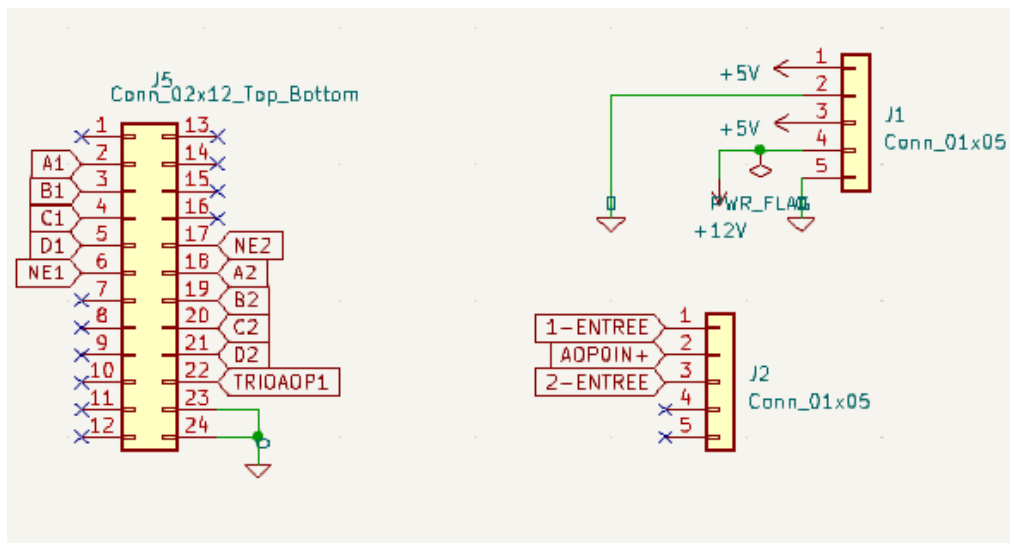 J5
Conn_02x12_Top_Bottom
1 13
A1 2 14
B1 3 15
C1 4 16
D1 5 17 NE2
NE1 6 18 A2
7 19 B2
8 20 C2
9 21 D2
10 22 TRIOAOP1
11 23
12 24
+5V 1
2
+5V 3
4
5
J1
Conn_01x05
PWR_FLAG
+12V
1-ENTREE 1
AOP0IN+ 2
2-ENTREE 3
4
5
J2
Conn_01x05